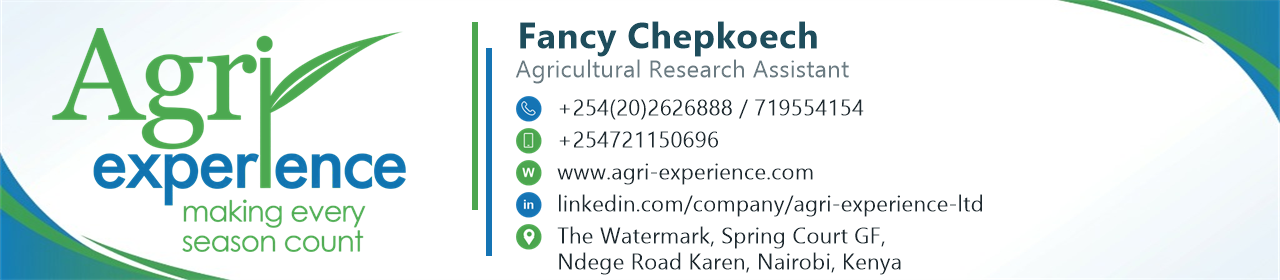 Agri
experience
making every
season count
Fancy Chepkoech
Agricultural Research Assistant
+254(20)2626888 / 719554154
+254721150696
W www.agri-experience.com
in linkedin.com/company/agri-experience-ltd
The Watermark, Spring Court GF,
Ndege Road Karen, Nairobi, Kenya